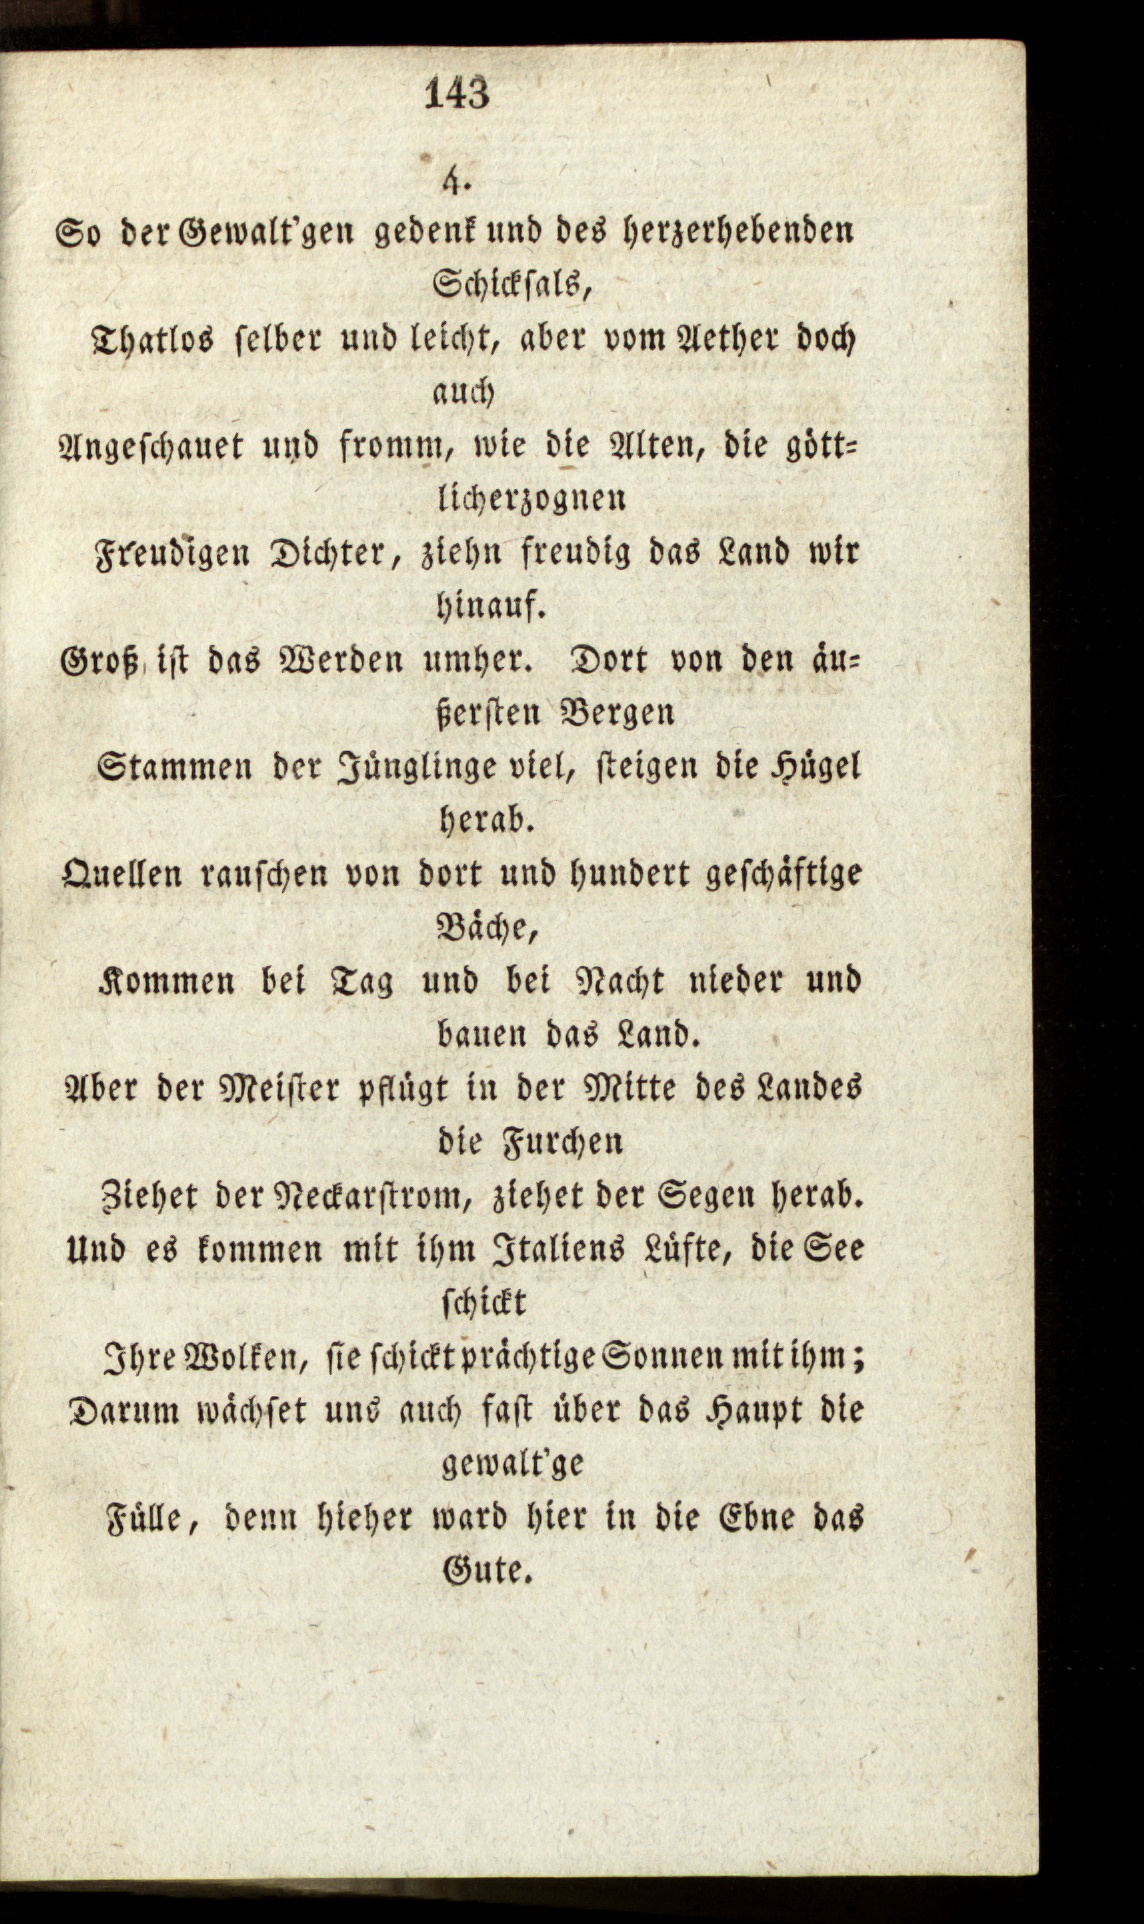 143
4.
So der Gewalt'gen gedenk und des herzerhebenden
Schicksals,
Thatlos selber und leicht, aber vom Aether doch
auch
Angeschauet und fromm, wie die Alten, die gött-
licherzognen
Freudigen Dichter, ziehn freudig das Land wir
hinauf.
Groß ist das Werden umher. Dort von den äu-
ßersten Bergen
Stammen der Jünglinge viel, steigen die Hügel
herab.
Quellen rauschen von dort und hundert geschäftige
Bäche,
Kommen bei Tag und bei Nacht nieder und
bauen das Land.
Aber der Meister pflügt in der Mitte des Landes
die Furchen
Ziehet der Neckarstrom, ziehet der Segen herab.
Und es kommen mit ihm Italiens Lüfte, die See
schickt
Ihre Wolken, sie schickt prächtige Sonnen mit ihm;
Darum wächset uns auch fast über das Haupt die
gewalt'ge
Fülle, denn hieher ward hier in die Ebne das
Gute.